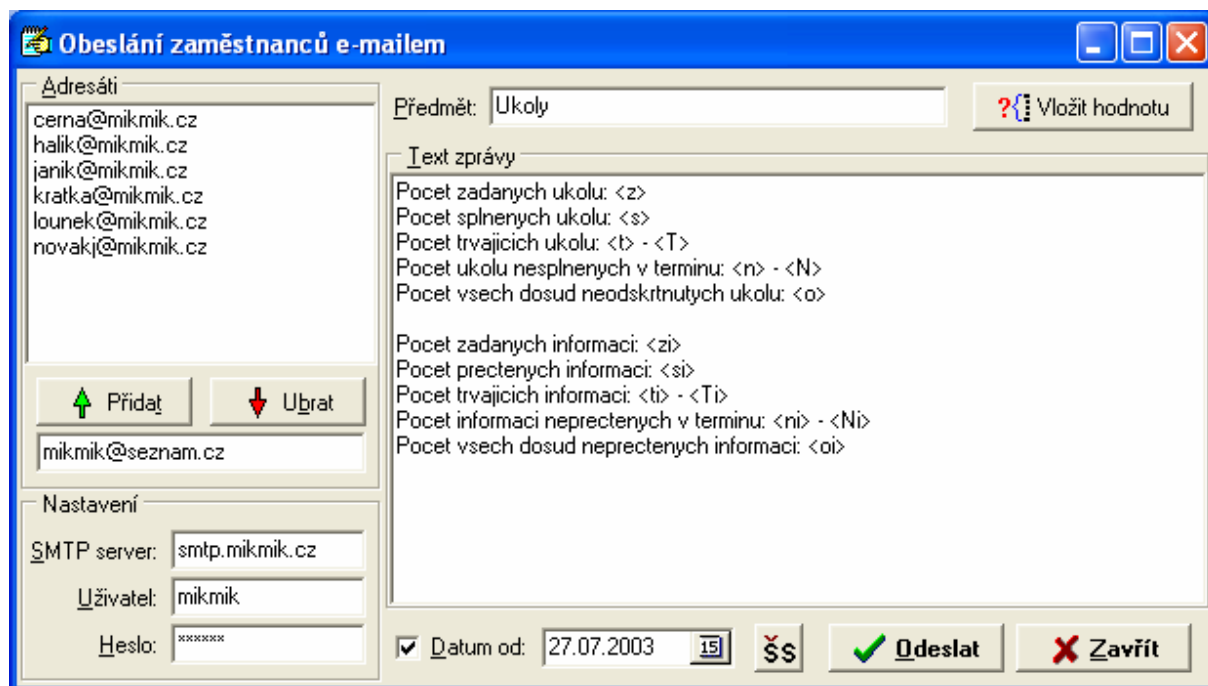 Obeslání zaměstnanců e-mailem
Adresáti
cerna@mikmik.cz
halik@mikmik.cz
janik@mikmik.cz
kratka@mikmik.cz
lounek@mikmik.cz
novakj@mikmik.cz
Přidat
Ubrat
mikmik@seznam.cz
Nastavení
SMTP server: smtp.mikmik.cz
Uživatel: mikmik
Heslo: ******
Předmět: Ukoly
?{ Vložit hodnotu
Text zprávy
Pocet zadanych ukolu: <z>
Pocet splnenych ukolu: <s>
Pocet trvajicich ukolu: <t> - <T>
Pocet ukolu nesplnenych v terminu: <n> - <N>
Pocet vsech dosud neodskrtnutych ukolu: <o>
Pocet zadanych informaci: <zi>
Pocet prectenych informaci: <si>
Pocet trvajicich informaci: <ti> - <Ti>
Pocet informaci neprectenych v terminu: <ni> - <Ni>
Pocet vsech dosud neprectenych informaci: <oi>
Datum od: 27.07.2003
15
šs
Odeslat
Zavřít